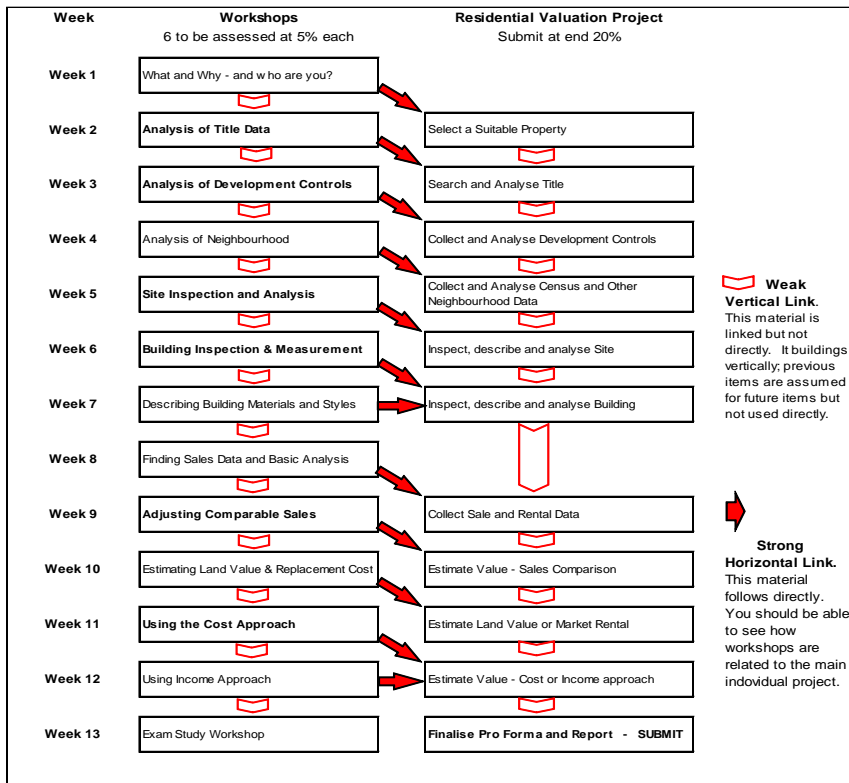 Week Workshops Residential Valuation Project
6 to be assessed at 5% each Submit at end 20%
Week 1 What and Why - and who are you?
Week 2 Analysis of Title Data Select a Suitable Property
Week 3 Analysis of Development Controls Search and Analyse Title
Week 4 Analysis of Neighbourhood Collect and Analyse Development Controls
Week 5 Site Inspection and Analysis Collect and Analyse Census and Other
Neighbourhood Data
Week 6 Building Inspection & Measurement Inspect, describe and analyse Site
Week 7 Describing Building Materials and Styles Inspect, describe and analyse Building
Week 8 Finding Sales Data and Basic Analysis
Week 9 Adjusting Comparable Sales Collect Sale and Rental Data
Week 10 Estimating Land Value & Replacement Cost Estimate Value - Sales Comparison
Week 11 Using the Cost Approach Estimate Land Value or Market Rental
Week 12 Using Income Approach Estimate Value - Cost or Income approach
Week 13 Exam Study Workshop Finalise Pro Forma and Report - SUBMIT
Weak
Vertical Link.
This material is
linked but not
directly. It buildings
vertically; previous
items are assumed
for future items but
not used directly.
Strong
Horizontal Link.
This material
follows directly.
You should be able
to see how
workshops are
related to the main
indovidual project.